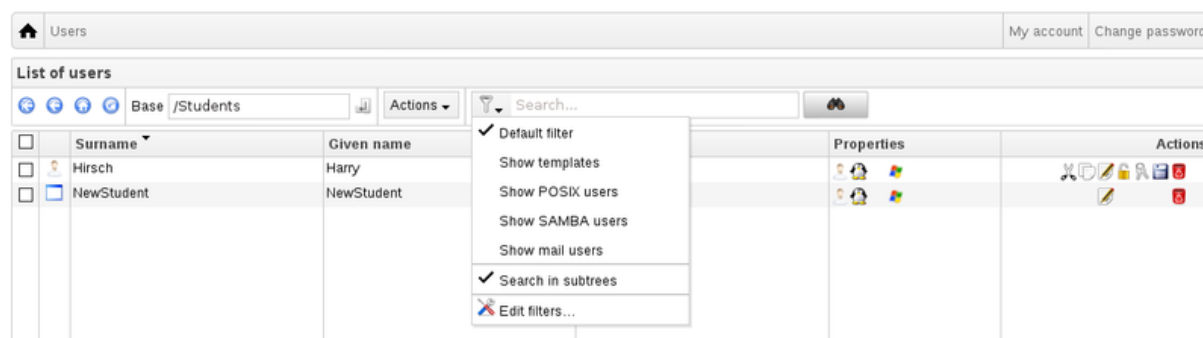 Users My account Change password
List of users
Base /Students Actions Search...
Surname Given name Properties Actions
Hirsch Harry
NewStudent NewStudent
Default filter
Show templates
Show POSIX users
Show SAMBA users
Show mail users
Search in subtrees
Edit filters...